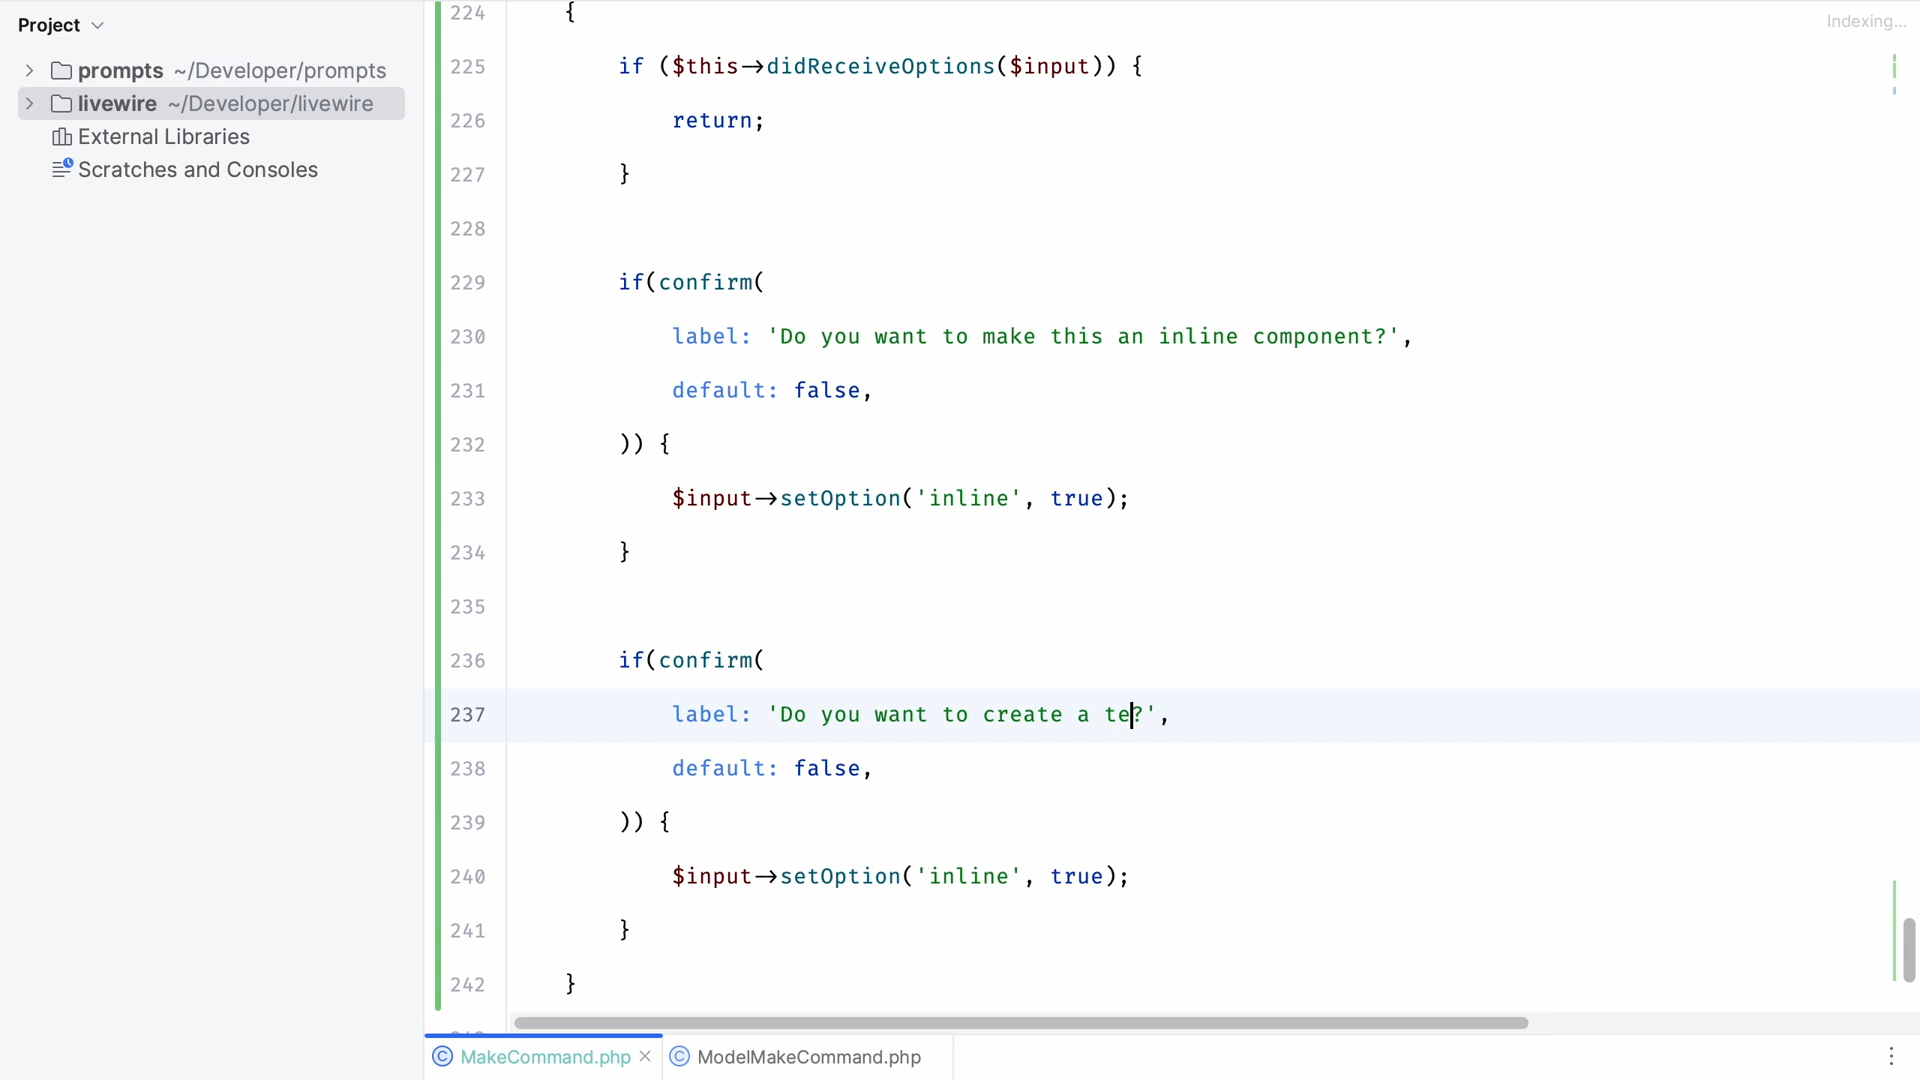 Project
prompts ~/Developer/prompts
livewire ~/Developer/livewire
External Libraries
Scratches and Consoles
Indexing...
224 {
225 if ($this->didReceiveOptions($input)) {
226 return;
227 }
228
229 if(confirm(
230 label: 'Do you want to make this an inline component?',
231 default: false,
232 )) {
233 $input->setOption('inline', true);
234 }
235
236 if(confirm(
237 label: 'Do you want to create a te?',
238 default: false,
239 )) {
240 $input->setOption('inline', true);
241 }
242 }
MakeCommand.php
ModelMakeCommand.php